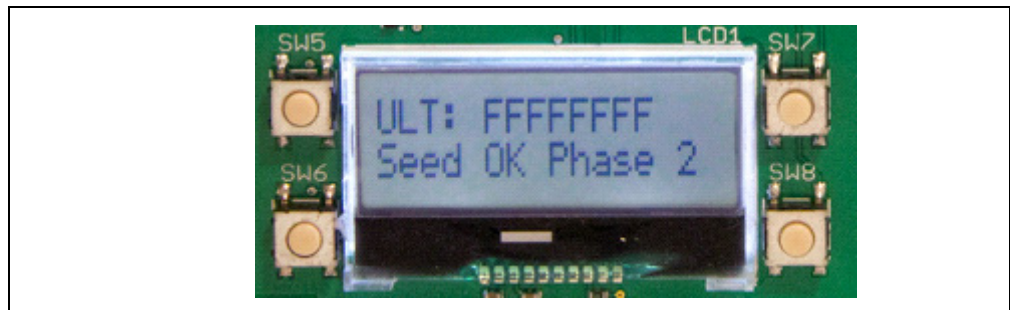 SW5
LCD1
SW7
ULT: FFFFFFFF
Seed OK Phase 2
SW6
SW8